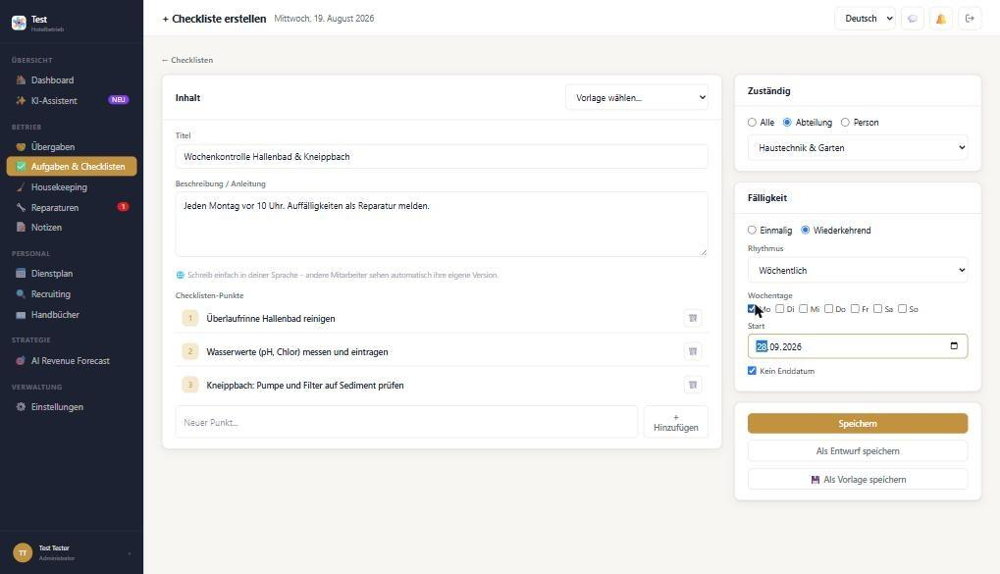 Test
Hotelbetrieb
ÜBERSICHT
Dashboard
KI-Assistent NEU
BETRIEB
Übergaben
Aufgaben & Checklisten
Housekeeping
Reparaturen 1
Notizen
PERSONAL
Dienstplan
Recruiting
Handbücher
STRATEGIE
AI Revenue Forecast
VERWALTUNG
Einstellungen
TT
Test Tester
Administrator
+ Checkliste erstellen Mittwoch, 19. August 2026
Deutsch
← Checklisten
Inhalt
Vorlage wählen...
Titel
Wochenkontrolle Hallenbad & Kneippbach
Beschreibung / Anleitung
Jeden Montag vor 10 Uhr. Auffälligkeiten als Reparatur melden.
Schreib einfach in deiner Sprache – andere Mitarbeiter sehen automatisch ihre eigene Version.
Checklisten-Punkte
1 Überlaufrinne Hallenbad reinigen
2 Wasserwerte (pH, Chlor) messen und eintragen
3 Kneippbach: Pumpe und Filter auf Sediment prüfen
Neuer Punkt...
+
Hinzufügen
Zuständig
Alle Abteilung Person
Haustechnik & Garten
Fälligkeit
Einmalig Wiederkehrend
Rhythmus
Wöchentlich
Wochentage
Mo Di Mi Do Fr Sa So
Start
28.09.2026
Kein Enddatum
Speichern
Als Entwurf speichern
Als Vorlage speichern